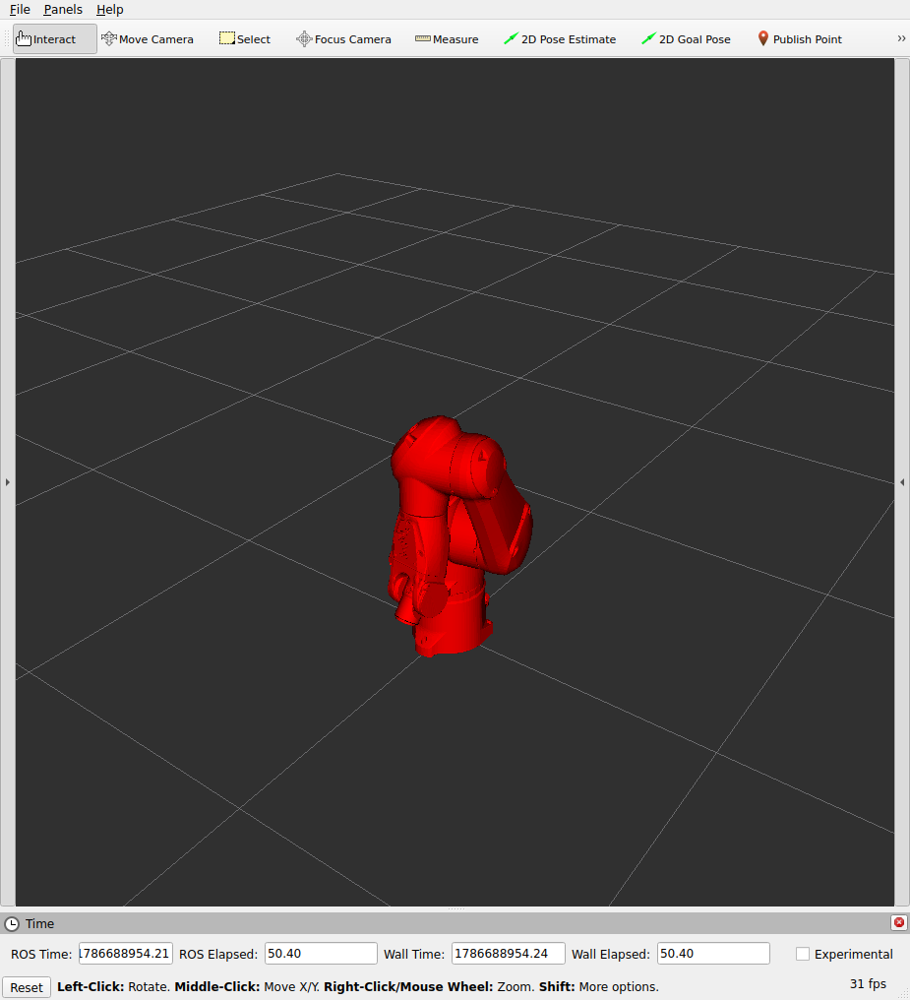 File Panels Help
Interact Move Camera Select Focus Camera Measure 2D Pose Estimate 2D Goal Pose Publish Point »
Time
ROS Time: 1786688954.21 ROS Elapsed: 50.40 Wall Time: 1786688954.24 Wall Elapsed: 50.40 Experimental
Reset Left-Click: Rotate. Middle-Click: Move X/Y. Right-Click/Mouse Wheel: Zoom. Shift: More options. 31 fps